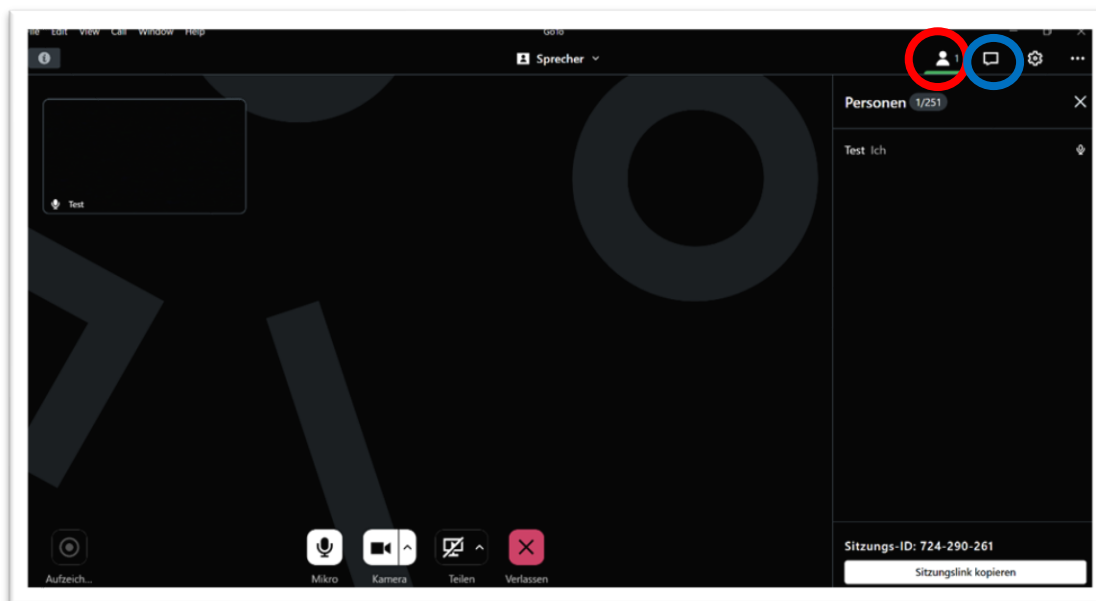 File Edit View Call Window Help
GoTo
Sprecher
1
Personen 1/251
Test Ich
Test
Sitzungs-ID: 724-290-261
Sitzungslink kopieren
Aufzeich...
Mikro
Kamera
Teilen
Verlassen